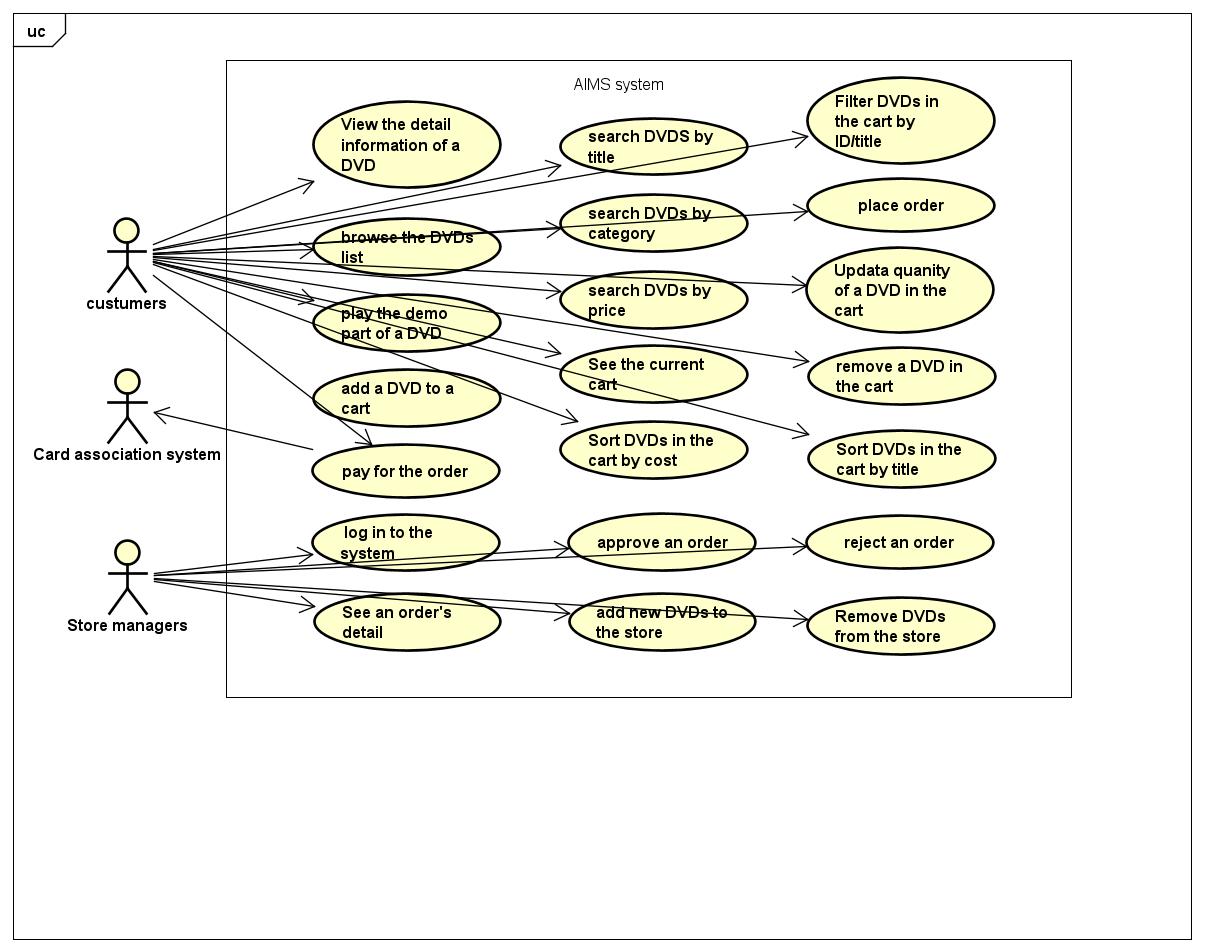 uc
AIMS system
View the detail
information of a
DVD
search DVDS by
title
Filter DVDs in
the cart by
ID/title
browse the DVDs
list
search DVDs by
category
place order
custumers
play the demo
part of a DVD
search DVDs by
price
Updata quanity
of a DVD in the
cart
add a DVD to a
cart
See the current
cart
remove a DVD in
the cart
Card association system
pay for the order
Sort DVDs in the
cart by cost
Sort DVDs in the
cart by title
log in to the
system
approve an order
reject an order
Store managers
See an order's
detail
add new DVDs to
the store
Remove DVDs
from the store